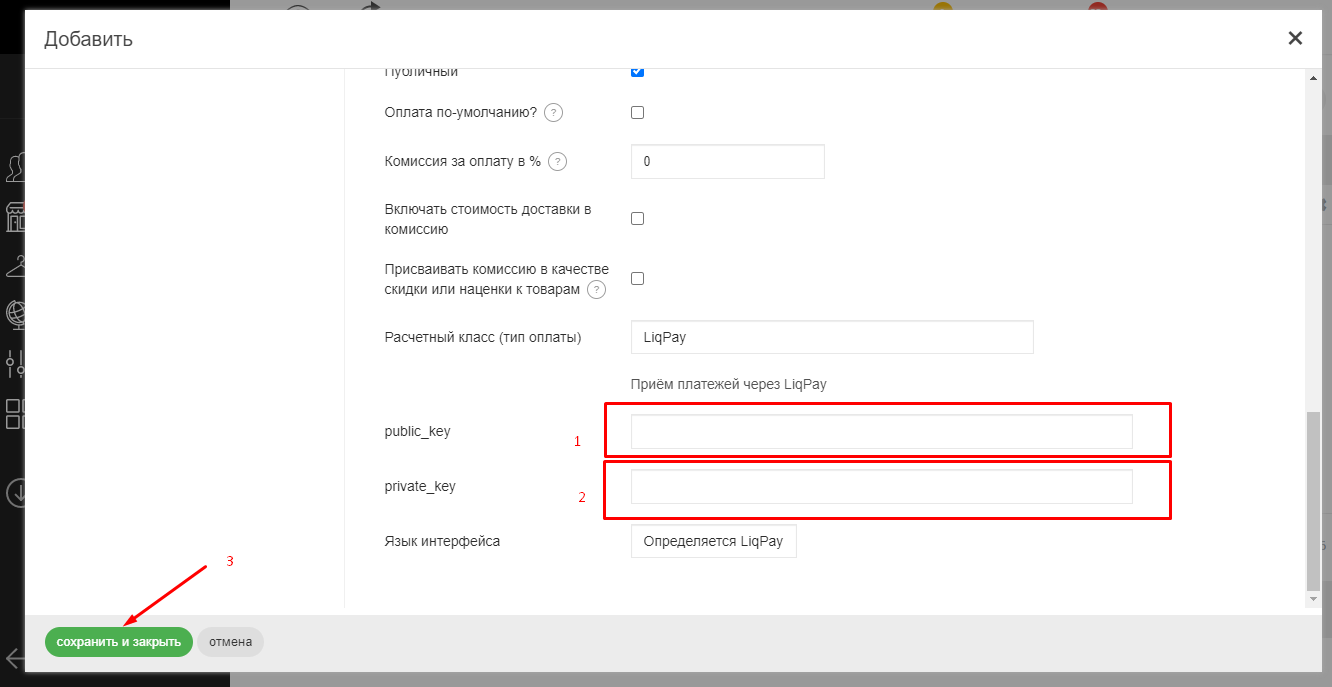 Добавить
Публичный
Оплата по-умолчанию? ?
Комиссия за оплату в % ? 0
Включать стоимость доставки в
комиссию
Присваивать комиссию в качестве
скидки или наценки к товарам ?
Расчетный класс (тип оплаты) LiqPay
Приём платежей через LiqPay
public_key 1
private_key 2
Язык интерфейса Определяется LiqPay
3
сохранить и закрыть отмена